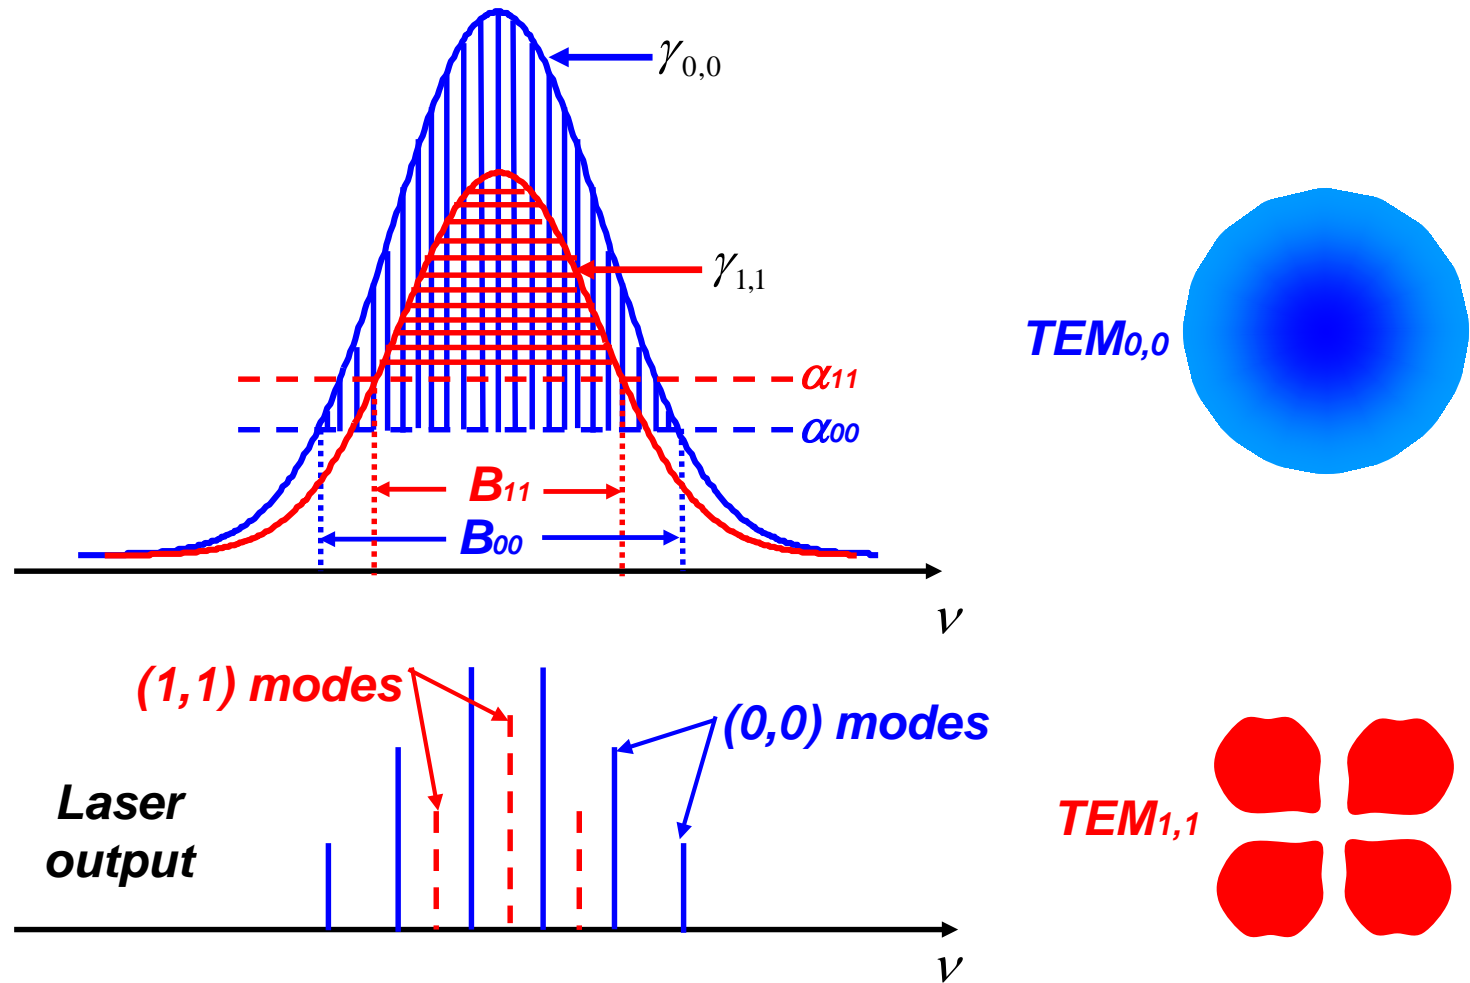 γ0,0
γ1,1
TEM0,0
α11
α00
B11
B00
ν
(1,1) modes
(0,0) modes
Laser
output
TEM1,1
ν